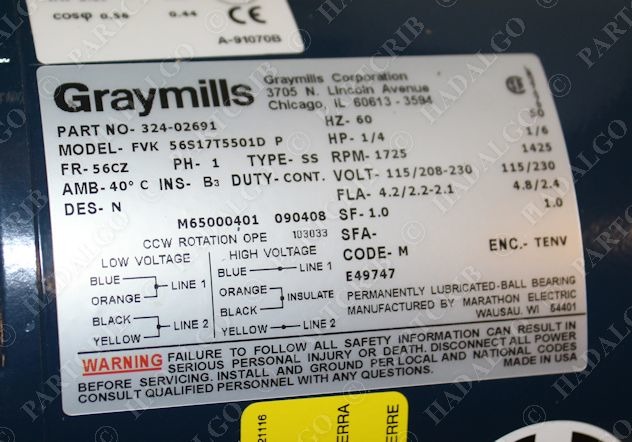 cosφ 0.56 0.44
A-91070B
Graymills
Graymills Corporation
3705 N. Lincoln Avenue
Chicago, IL 60613 - 3594
PART NO- 324-02691
MODEL- FVK 56S17T5501D P
FR- 56CZ PH- 1 TYPE- SS
AMB- 40° C INS- B3 DUTY- CONT.
DES- N
HZ- 60 50
HP- 1/4 1/6
RPM- 1725 1425
VOLT- 115/208-230 115/230
FLA- 4.2/2.2-2.1 4.8/2.4
SF- 1.0 1.0
SFA-
CODE- M ENC.- TENV
E49747
M65000401 090408
CCW ROTATION OPE 103033
LOW VOLTAGE
BLUE
ORANGE
LINE 1
BLACK
YELLOW
LINE 2
HIGH VOLTAGE
BLUE LINE 1
ORANGE
BLACK
INSULATE
YELLOW LINE 2
PERMANENTLY LUBRICATED-BALL BEARING
MANUFACTURED BY MARATHON ELECTRIC
WAUSAU, WI 54401
WARNING FAILURE TO FOLLOW ALL SAFETY INFORMATION CAN RESULT IN
SERIOUS PERSONAL INJURY OR DEATH, DISCONNECT ALL POWER
BEFORE SERVICING. INSTALL AND GROUND PER LOCAL AND NATIONAL CODES
CONSULT QUALIFIED PERSONNEL WITH ANY QUESTIONS. MADE IN USA
21116
ERRA
ERRE
PARTCRIB
HADALGO